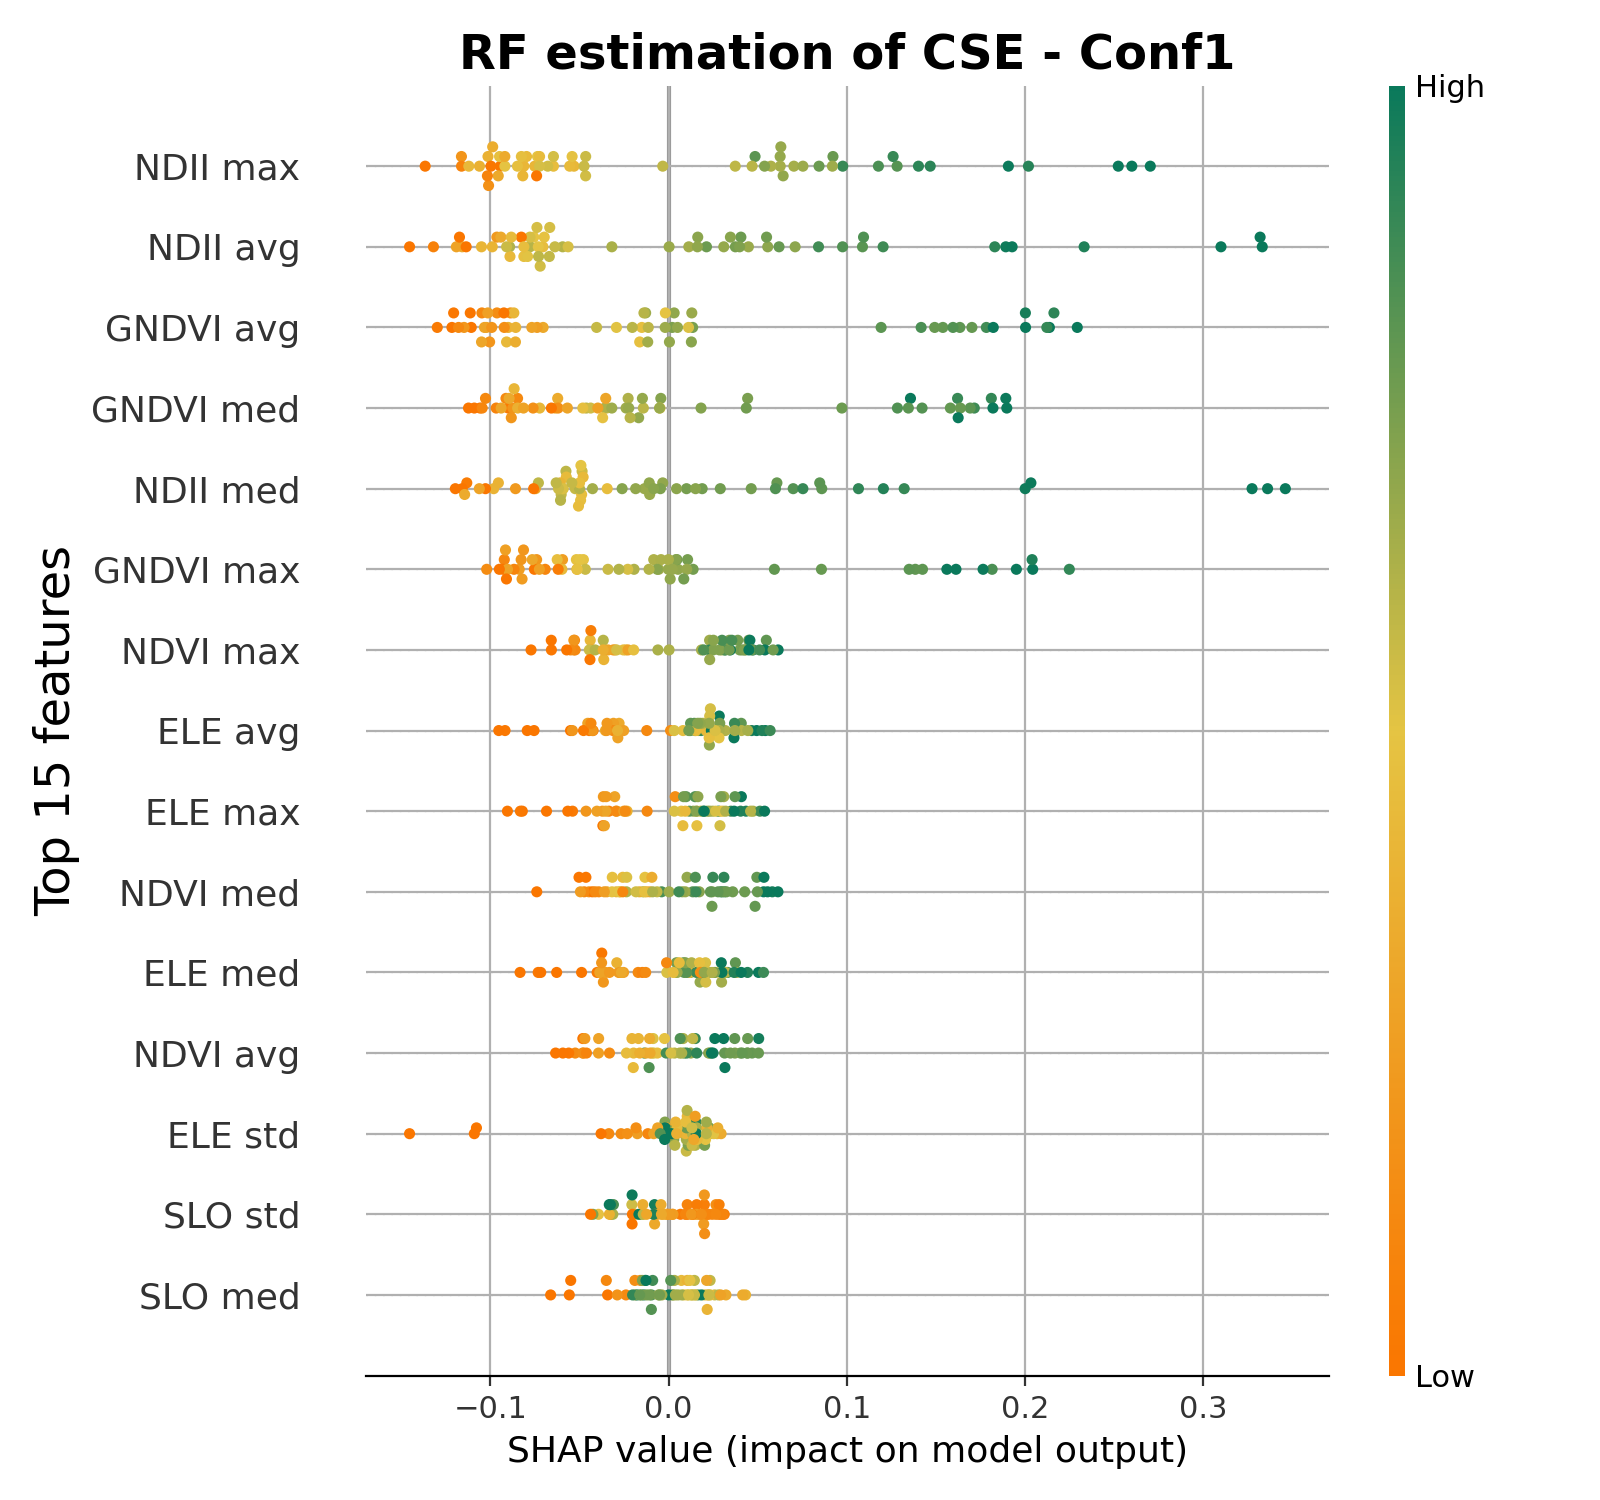 RF estimation of CSE - Conf1
High
NDII max
NDII avg
GNDVI avg
GNDVI med
NDII med
GNDVI max
NDVI max
ELE avg
ELE max
NDVI med
ELE med
NDVI avg
ELE std
SLO std
SLO med
Top 15 features
Low
−0.1 0.0 0.1 0.2 0.3
SHAP value (impact on model output)